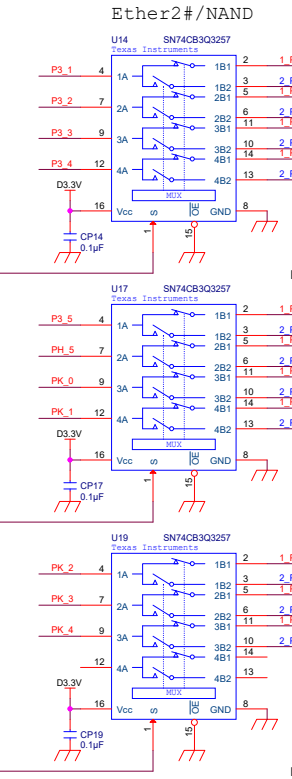 Ether2#/NAND
U14 SN74CB3Q3257
Texas Instruments
P3_1 4 1A 1B1 2
1B2 3
P3_2 7 2A 2B1 5
2B2 6
P3_3 9 3A 3B1 11
3B2 10
P3_4 12 4A 4B1 14
4B2 13
D3.3V MUX
16 Vcc S OE GND 8
1 15
CP14
0.1µF
U17 SN74CB3Q3257
Texas Instruments
P3_5 4 1A 1B1 2
1B2 3
PH_5 7 2A 2B1 5
2B2 6
PK_0 9 3A 3B1 11
3B2 10
PK_1 12 4A 4B1 14
4B2 13
D3.3V MUX
16 Vcc S OE GND 8
1 15
CP17
0.1µF
U19 SN74CB3Q3257
Texas Instruments
PK_2 4 1A 1B1 2
1B2 3
PK_3 7 2A 2B1 5
2B2 6
PK_4 9 3A 3B1 11
3B2 10
12 4A 4B1 14
4B2 13
D3.3V MUX
16 Vcc S OE GND 8
1 15
CP19
0.1µF